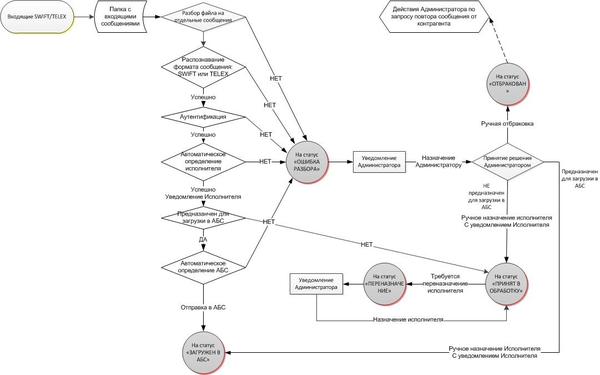 Входящие SWIFT/TELEX
Папка с
входящими
сообщениями
Разбор файла на
отдельные сообщения
Действия Администратора по
запросу повтора сообщения от
контрагента
Распознавание
формата сообщения:
SWIFT или TELEX
НЕТ
На статус
«ОТБРАКОВАН
»
Успешно
НЕТ
Аутентификация
НЕТ
Ручная отбраковка
Успешно
Автоматическое
определение
исполнителя
НЕТ
На статус
«ОШИБКА
РАЗБОРА»
Уведомление
Администратора
Назначение
Администратору
Принятие решения
Администратором
Предназначен
для загрузки в
АБС
Успешно
Уведомление Исполнителя
НЕ
предназначен
для загрузки
в АБС
Предназначен для
загрузки в АБС
НЕТ
Ручное назначение исполнителя
С уведомлением Исполнителя
ДА
НЕТ
Автоматическое
определение АБС
Уведомление
Администратора
На статус
«ПЕРЕНАЗНАЧЕ
НИЕ»
Требуется
переназначение
исполнителя
На статус
«ПРИНЯТ В
ОБРАБОТКУ»
Отправка в АБС
Назначение исполнителя
На статус
«ЗАГРУЖЕН В
АБС»
Ручное назначение Исполнителя
С уведомлением Исполнителя